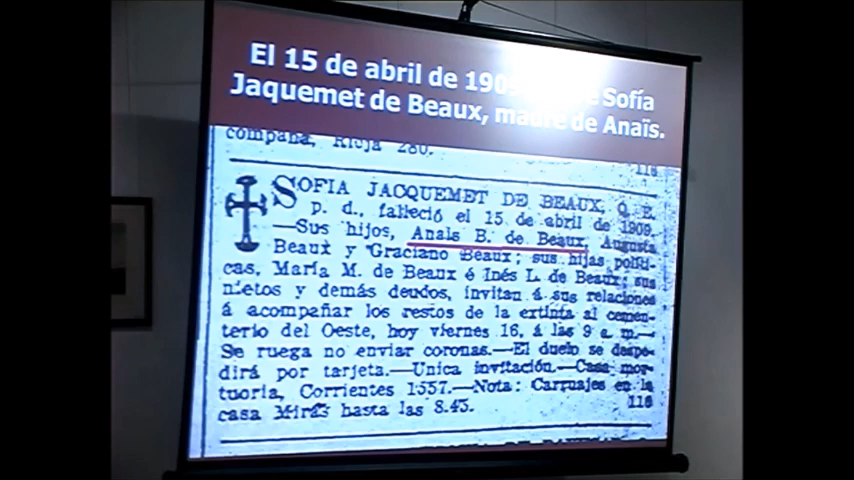 El 15 de abril de 1909 Sofía
Jaquemet de Beaux, madre de Anaïs.
compaña, Rioja 280.
116
SOFIA JACQUEMET DE BEAUX, Q. E.
p. d., falleció el 15 de abril de 1909.
—Sus hijos, Anais B. de Beaux, Augusta
Beaux y Graciano Beaux; sus hijas políti-
cas, María M. de Beaux é Inés L. de Beaux; sus
nietos y demás deudos, invitan á sus relaciones
á acompañar los restos de la extinta al cemen-
terio del Oeste, hoy viernes 16, á las 9 a. m.—
Se ruega no enviar coronas.—El duelo se despe-
dirá por tarjeta.—Unica invitación.—Casa mor-
tuoria, Corrientes 1557.—Nota: Carruajes en la
casa Mirás hasta las 8.45.
116